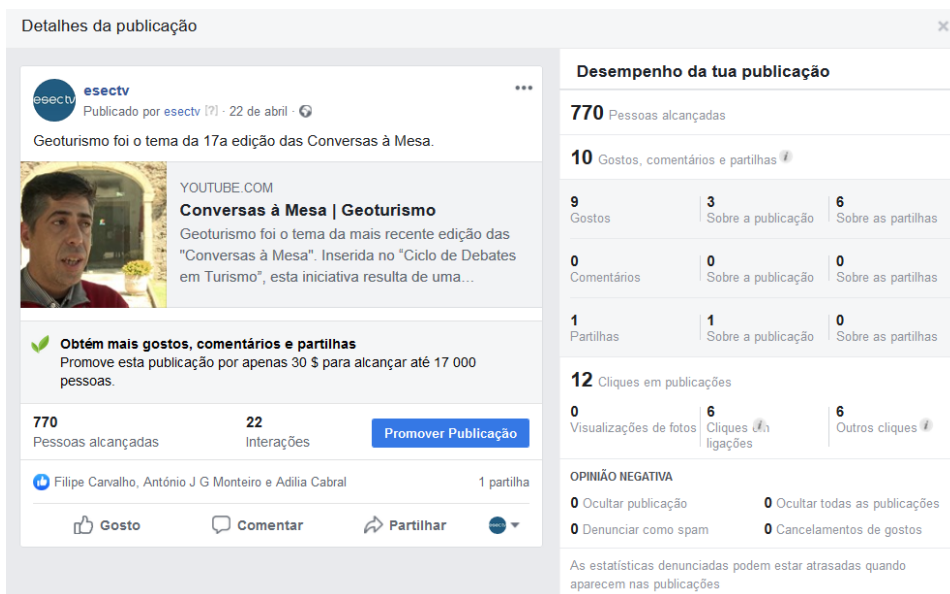 Detalhes da publicação
×
esectv
esectv
Publicado por esectv [?] · 22 de abril ·
Geoturismo foi o tema da 17a edição das Conversas à Mesa.
YOUTUBE.COM
Conversas à Mesa | Geoturismo
Geoturismo foi o tema da mais recente edição das
"Conversas à Mesa". Inserida no "Ciclo de Debates
em Turismo", esta iniciativa resulta de uma…
Obtém mais gostos, comentários e partilhas
Promove esta publicação por apenas 30 $ para alcançar até 17 000
pessoas.
770 22
Pessoas alcançadas Interações Promover Publicação
Filipe Carvalho, António J G Monteiro e Adilia Cabral 1 partilha
Gosto Comentar Partilhar esectv
Desempenho da tua publicação
770 Pessoas alcançadas
10 Gostos, comentários e partilhas i
9 3 6
Gostos Sobre a publicação Sobre as partilhas
0 0 0
Comentários Sobre a publicação Sobre as partilhas
1 1 0
Partilhas Sobre a publicação Sobre as partilhas
12 Cliques em publicações
0 6 6
Visualizações de fotos Cliques em Outros cliques i
ligações
OPINIÃO NEGATIVA
0 Ocultar publicação 0 Ocultar todas as publicações
0 Denunciar como spam 0 Cancelamentos de gostos
As estatísticas denunciadas podem estar atrasadas quando
aparecem nas publicações